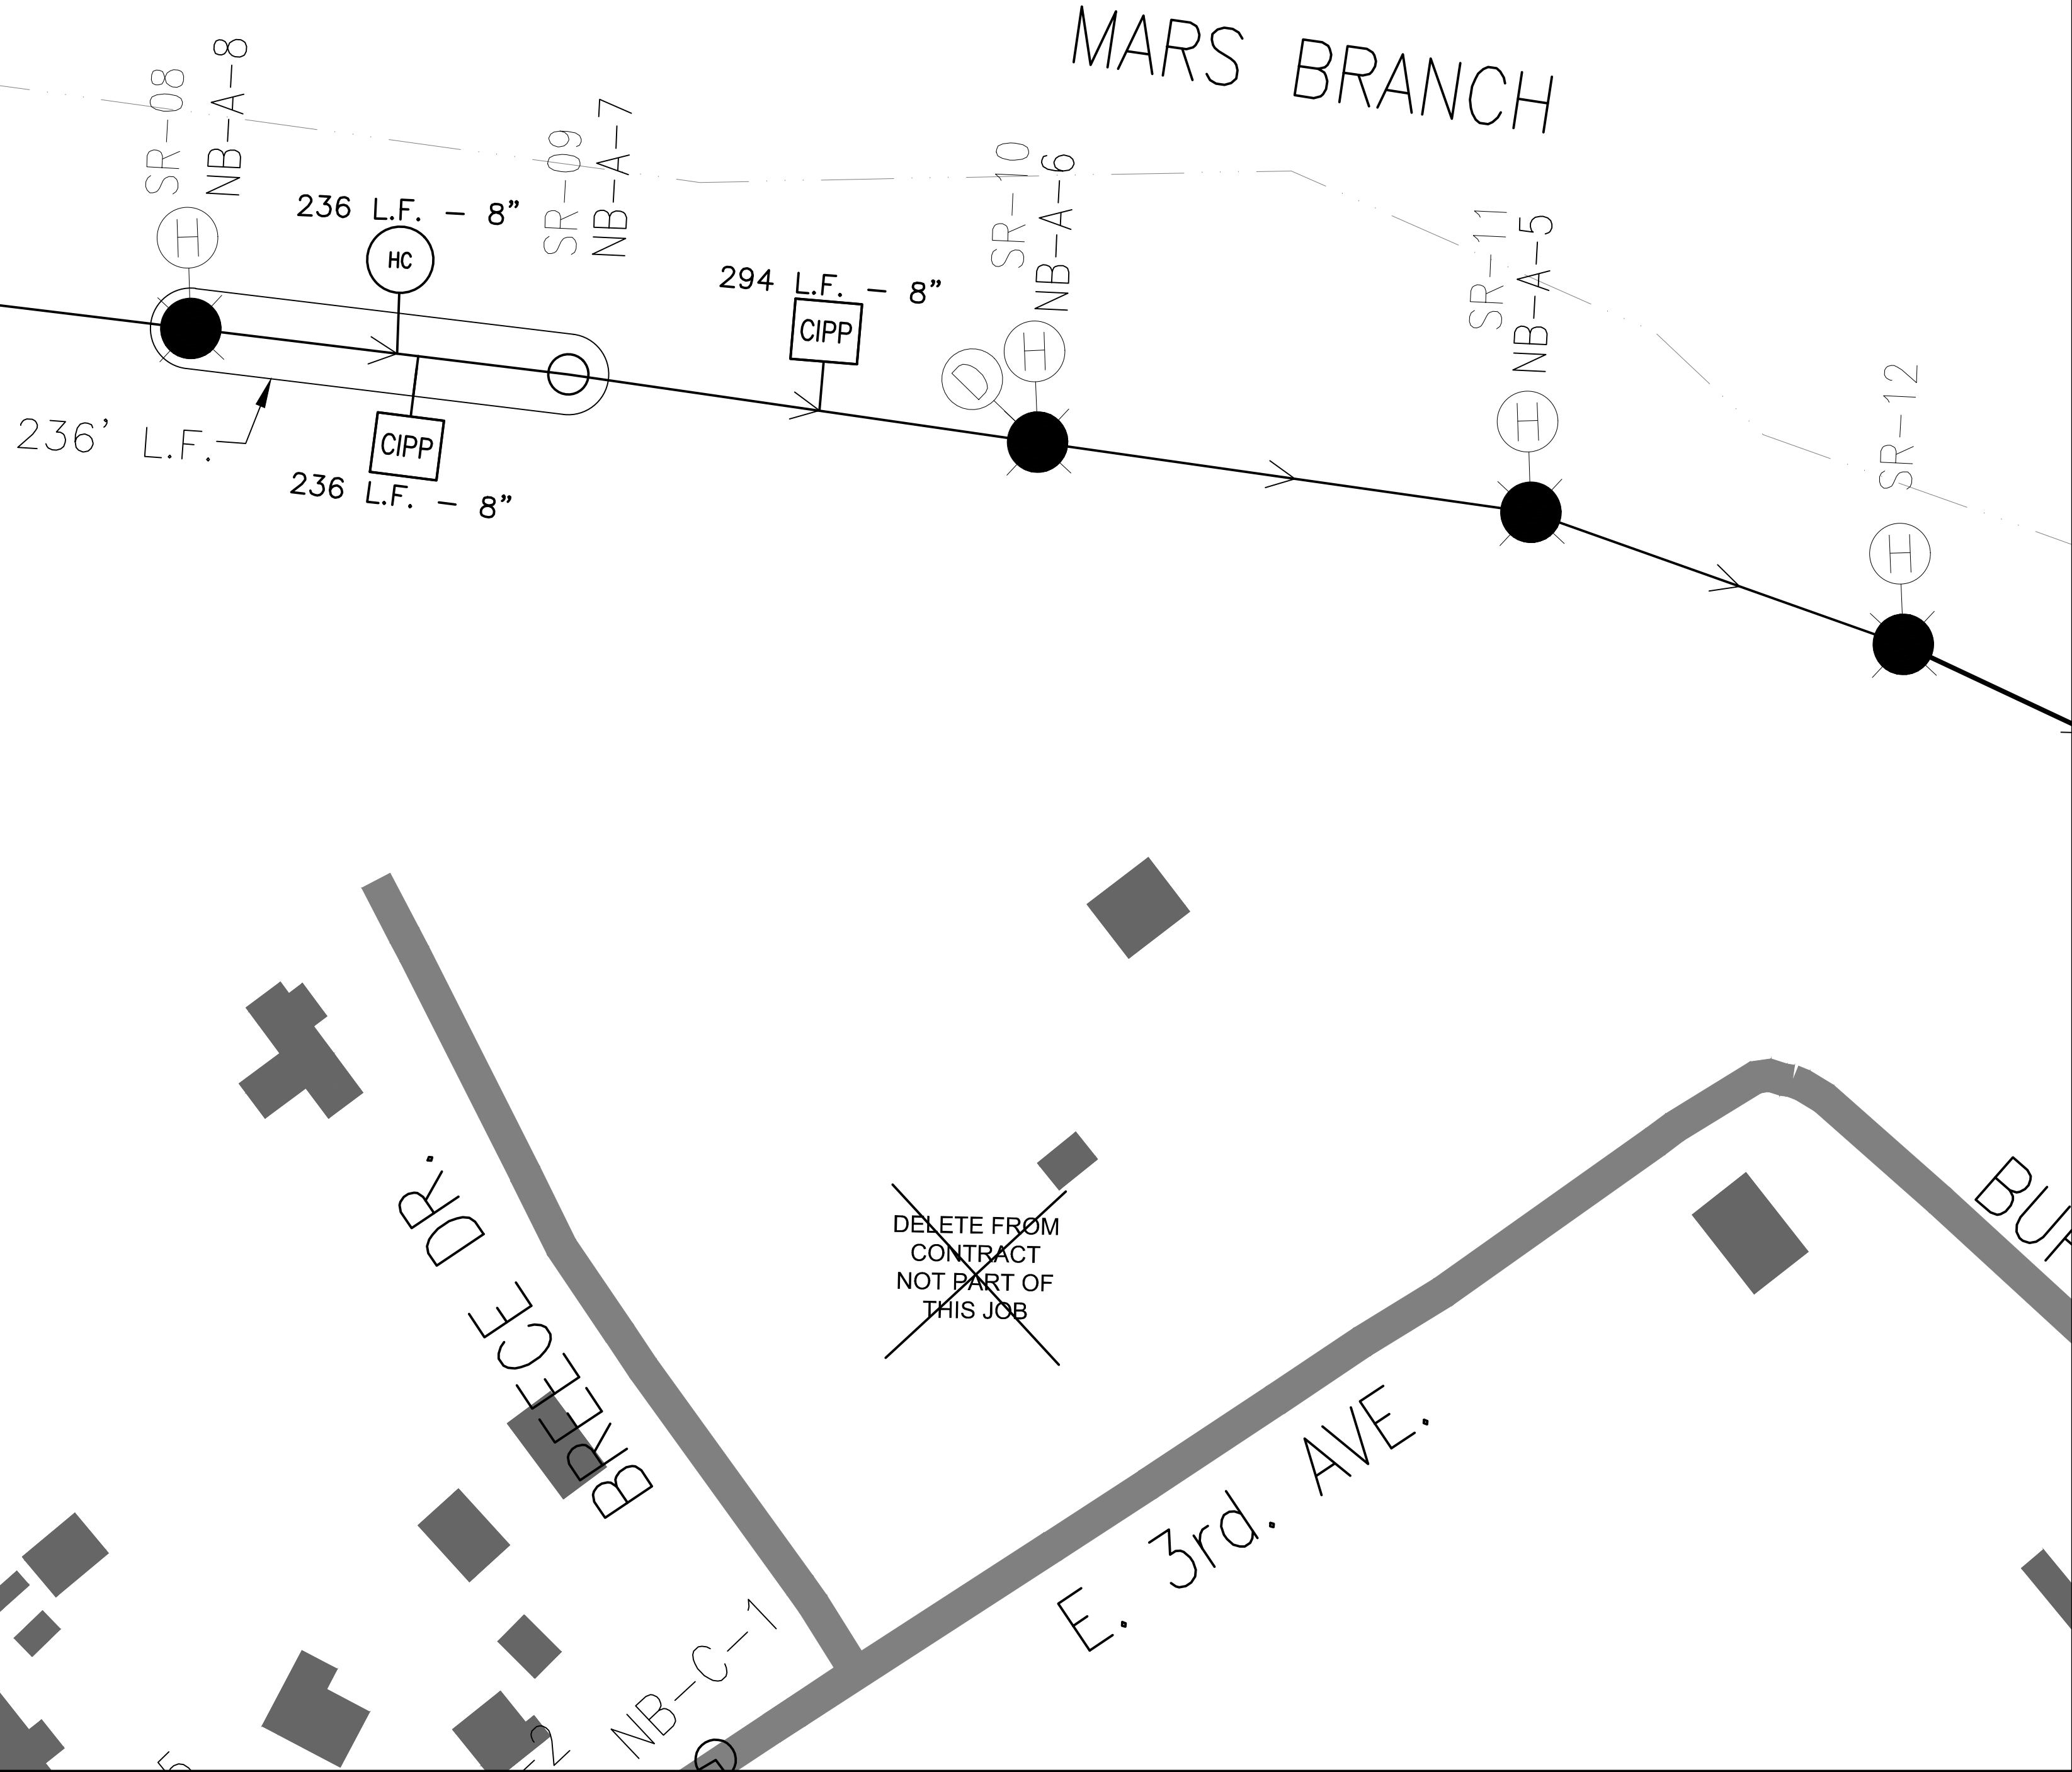 MARS BRANCH
SR-08
NB-A-8
236 L.F. - 8"
HC
H
SR-09
NB-A-7
294 L.F. - 8"
CIPP
SR-10
NB-A-6
D
H
SR-11
NB-A-5
H
SR-12
H
236' L.F.
CIPP
236 L.F. - 8"
DELETE FROM
CONTRACT
NOT PART OF
THIS JOB
BREECE DR.
E. 3rd. AVE.
NB-C-1